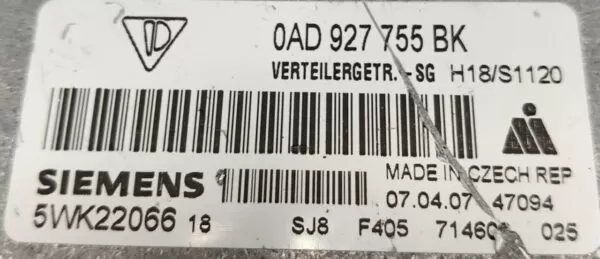 0AD 927 755 BK
VERTEILERGETR.-SG H18/S1120
SIEMENS
MADE IN CZECH REP
07.04.07 47094
5WK22066 18 SJ8 F405 025